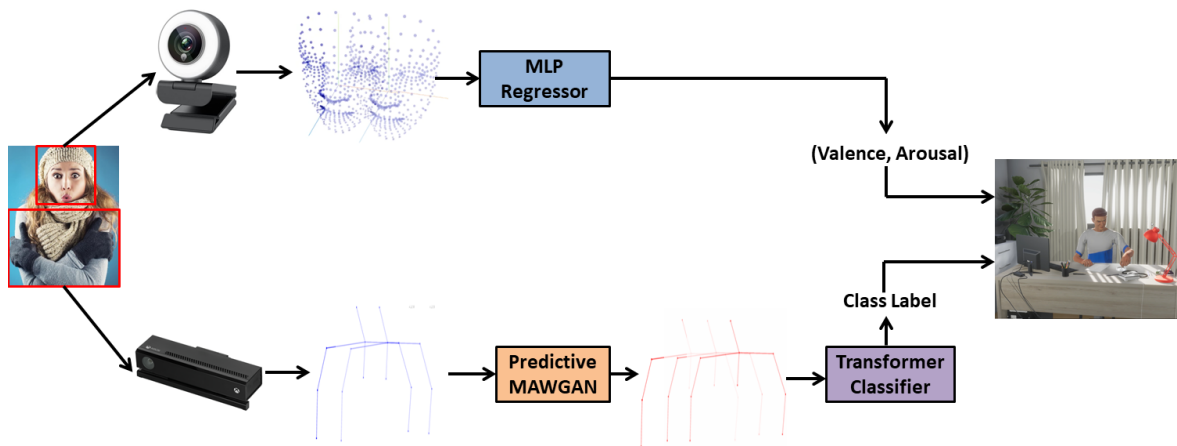 MLP
Regressor
(Valence, Arousal)
Class Label
Predictive
MAWGAN
Transformer
Classifier